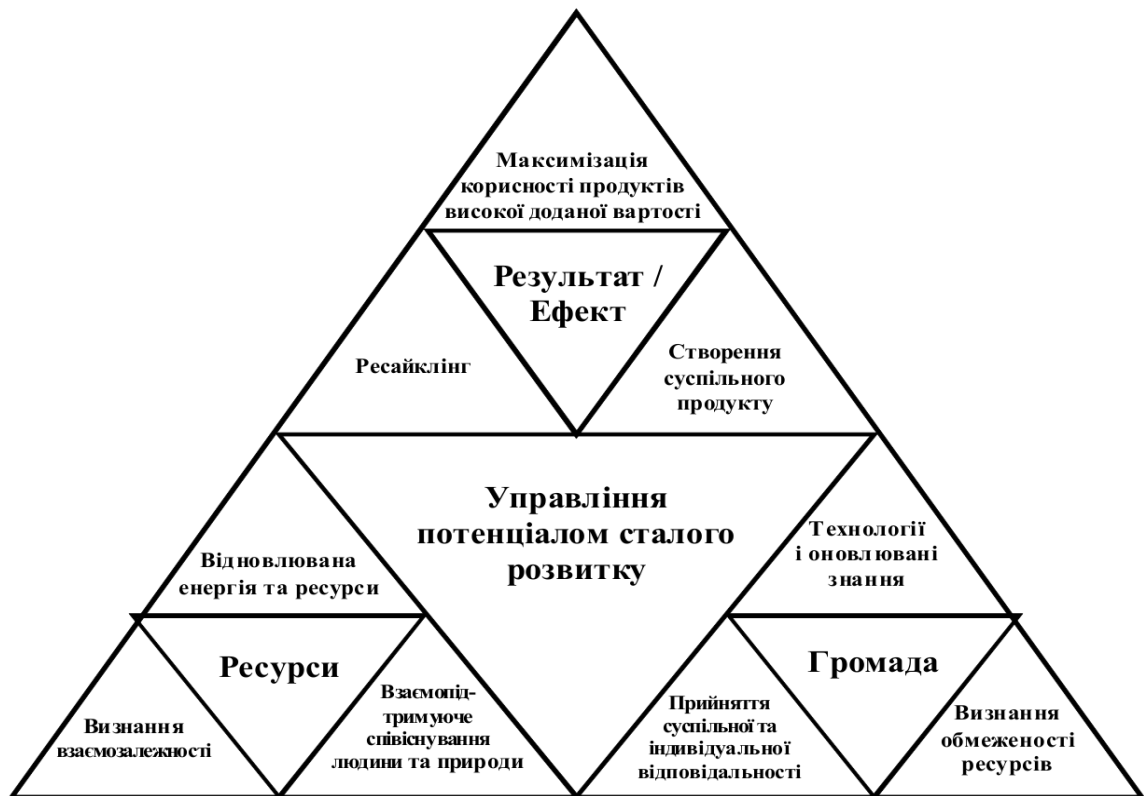 Максимізація
корисності продуктів
високої доданої вартості
Результат /
Ефект
Ресайклінг
Створення
суспільного
продукту
Управління
потенціалом сталого
розвитку
Відновлювана
енергія та ресурси
Технології
і оновлювані
знання
Ресурси
Громада
Визнання
взаємозалежності
Взаємопід-
тримуюче
співіснування
людини та природи
Прийняття
суспільної та
індивідуальної
відповідальності
Визнання
обмеженості
ресурсів